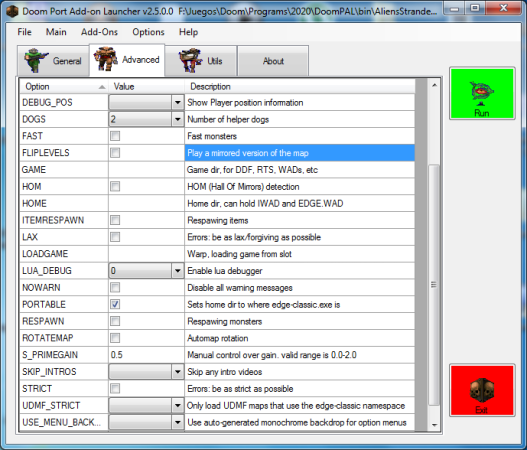 Doom Port Add-on Launcher v2.5.0.0 F:\Juegos\Doom\Programs\2020\DoomPAL\bin\AliensStrande...
File Main Add-Ons Options Help
General Advanced Utils About
Option Value Description
DEBUG_POS Show Player position information
DOGS 2 Number of helper dogs
FAST Fast monsters
FLIPLEVELS Play a mirrored version of the map
GAME Game dir, for DDF, RTS, WADs, etc
HOM HOM (Hall Of Mirrors) detection
HOME Home dir, can hold IWAD and EDGE.WAD
ITEMRESPAWN Respawing items
LAX Errors: be as lax/forgiving as possible
LOADGAME Warp, loading game from slot
LUA_DEBUG 0 Enable lua debugger
NOWARN Disable all warning messages
PORTABLE Sets home dir to where edge-classic.exe is
RESPAWN Respawing monsters
ROTATEMAP Automap rotation
S_PRIMEGAIN 0.5 Manual control over gain. valid range is 0.0-2.0
SKIP_INTROS Skip any intro videos
STRICT Errors: be as strict as possible
UDMF_STRICT Only load UDMF maps that use the edge-classic namespace
USE_MENU_BACK... Use auto-generated monochrome backdrop for option menus
Run
Exit